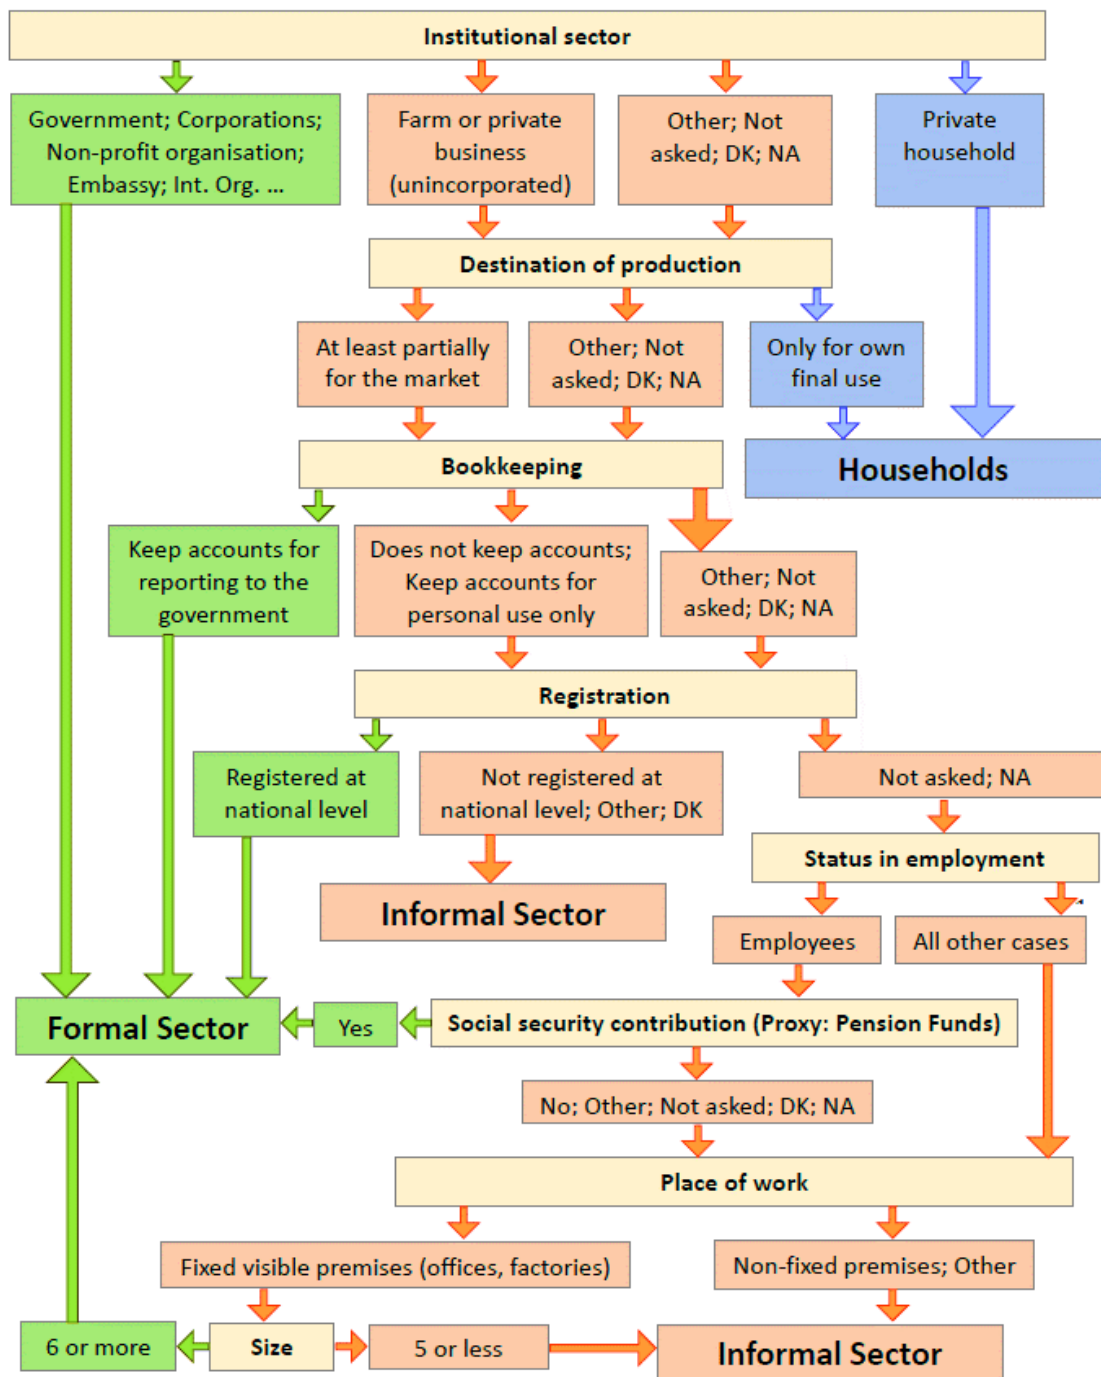 Institutional sector
Government; Corporations;
Non-profit organisation;
Embassy; Int. Org. ...
Farm or private
business
(unincorporated)
Other; Not
asked; DK; NA
Private
household
Destination of production
At least partially
for the market
Other; Not
asked; DK; NA
Only for own
final use
Households
Bookkeeping
Keep accounts for
reporting to the
government
Does not keep accounts;
Keep accounts for
personal use only
Other; Not
asked; DK; NA
Registration
Registered at
national level
Not registered at
national level; Other; DK
Not asked; NA
Status in employment
Informal Sector
Employees
All other cases
Formal Sector
Yes
Social security contribution (Proxy: Pension Funds)
No; Other; Not asked; DK; NA
Place of work
Fixed visible premises (offices, factories)
Non-fixed premises; Other
6 or more
Size
5 or less
Informal Sector